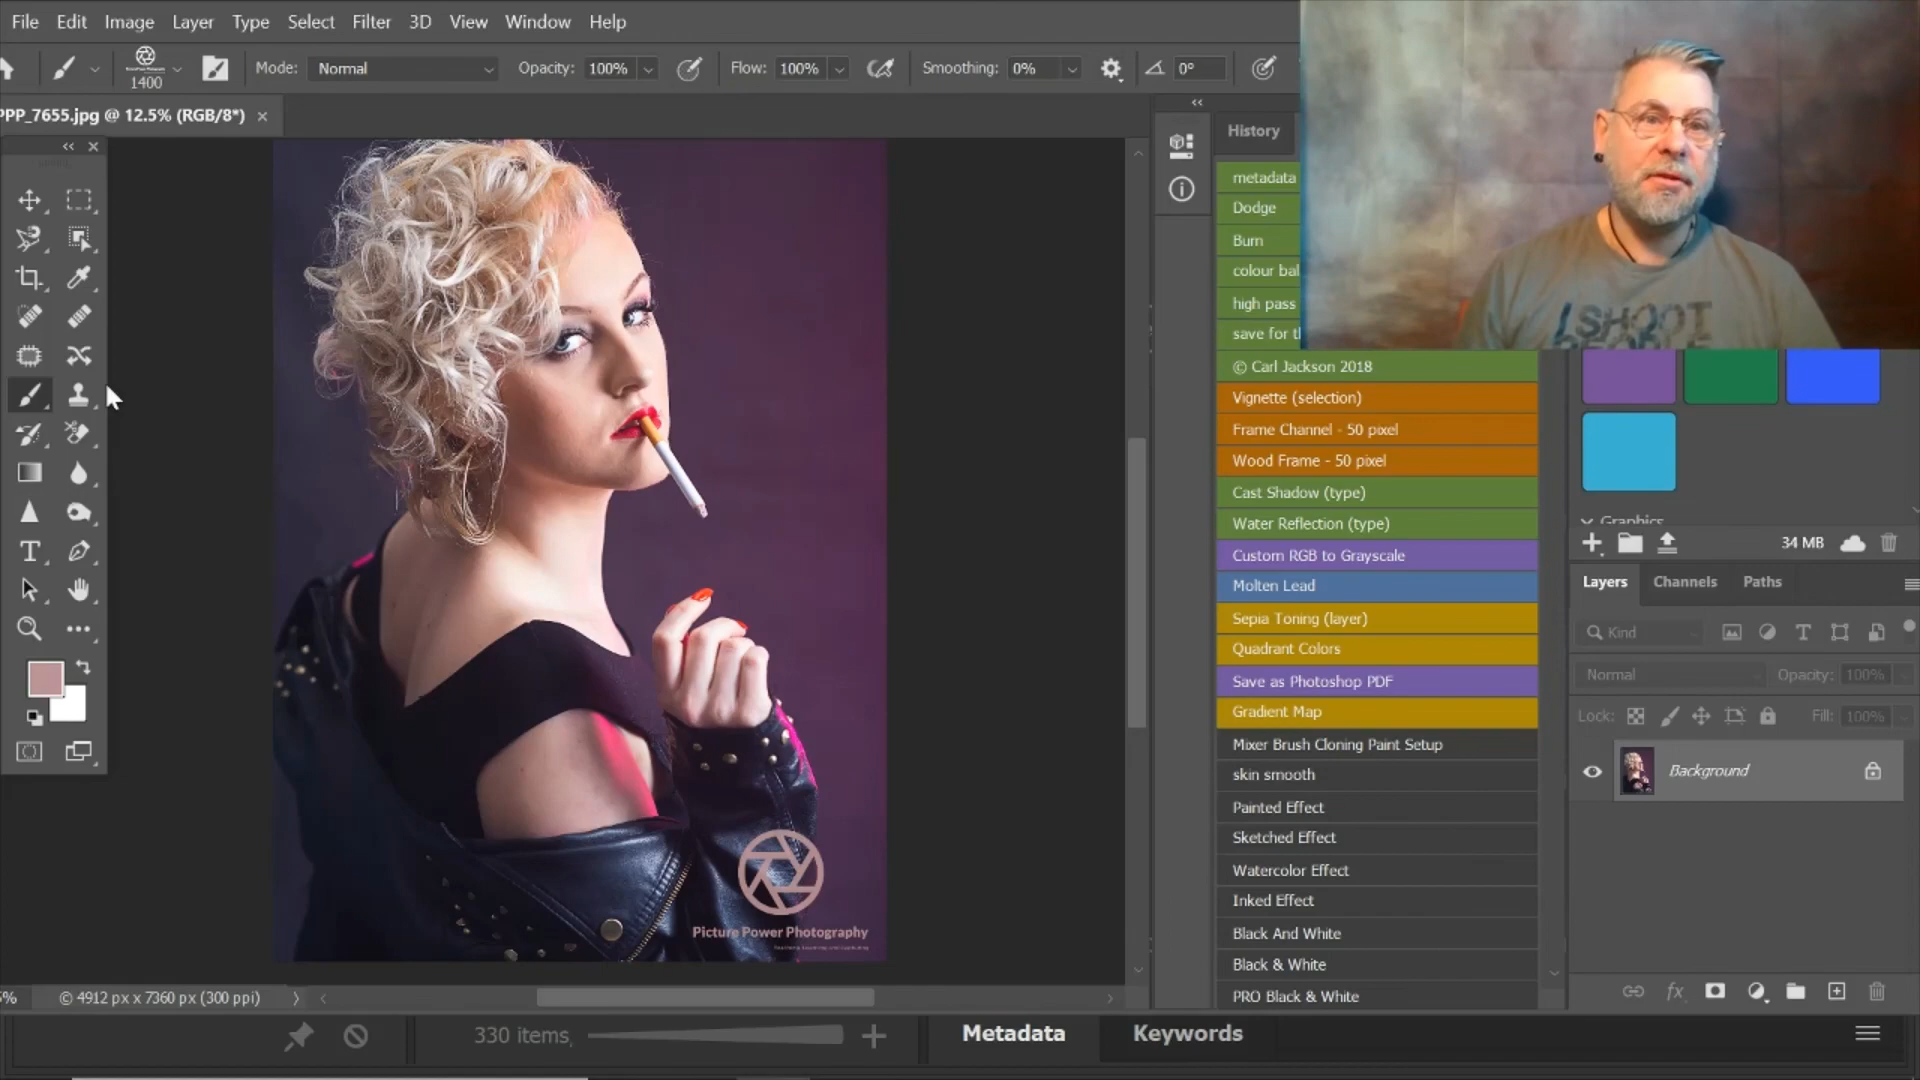 File Edit Image Layer Type Select Filter 3D View Window Help
1400 Mode: Normal Opacity: 100% Flow: 100% Smoothing: 0% 0°
PPP_7655.jpg @ 12.5% (RGB/8*)
History
metadata
Dodge
Burn
colour bal
high pass
save for t
© Carl Jackson 2018
Vignette (selection)
Frame Channel - 50 pixel
Wood Frame - 50 pixel
Cast Shadow (type)
Water Reflection (type)
Custom RGB to Grayscale
Molten Lead
Sepia Toning (layer)
Quadrant Colors
Save as Photoshop PDF
Gradient Map
Mixer Brush Cloning Paint Setup
skin smooth
Painted Effect
Sketched Effect
Watercolor Effect
Inked Effect
Black And White
Black & White
PRO Black & White
I SHOOT
PEOPLE
Graphics
34 MB
Layers Channels Paths
Kind
Normal Opacity: 100%
Lock: Fill: 100%
Background
Picture Power Photography
5% © 4912 px x 7360 px (300 ppi)
330 items,
Metadata Keywords